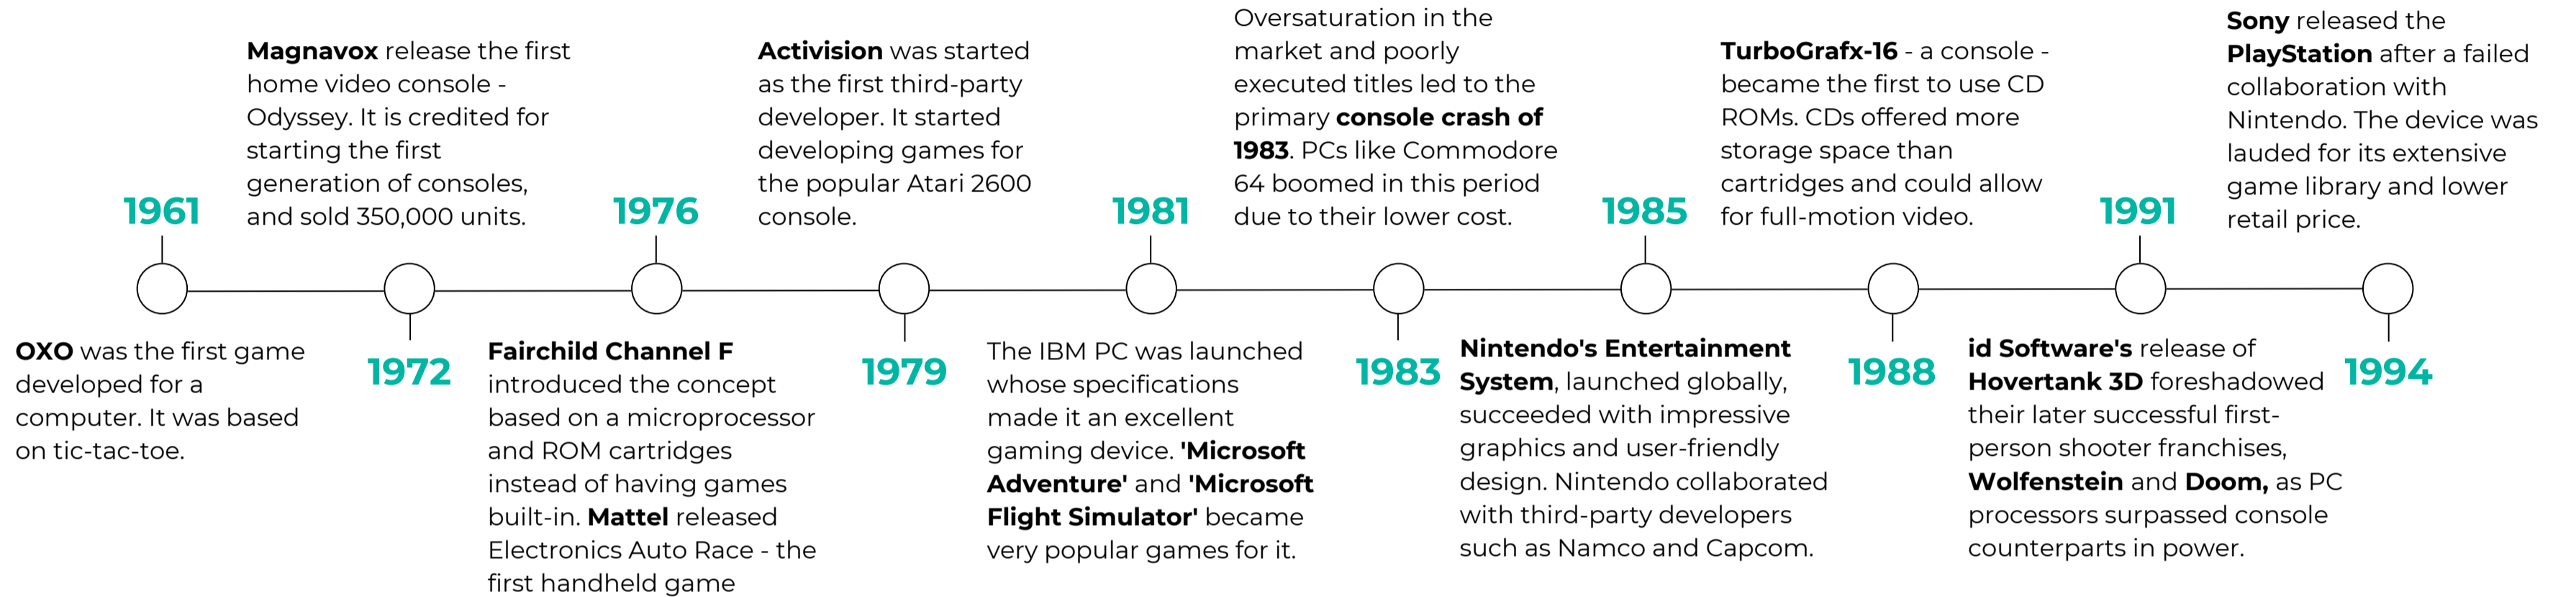 1961
OXO was the first game
developed for a
computer. It was based
on tic-tac-toe.
Magnavox release the first
home video console -
Odyssey. It is credited for
starting the first
generation of consoles,
and sold 350,000 units.
1972
1976
Fairchild Channel F
introduced the concept
based on a microprocessor
and ROM cartridges
instead of having games
built-in. Mattel released
Electronics Auto Race - the
first handheld game
Activision was started
as the first third-party
developer. It started
developing games for
the popular Atari 2600
console.
1979
1981
The IBM PC was launched
whose specifications
made it an excellent
gaming device. 'Microsoft
Adventure' and 'Microsoft
Flight Simulator' became
very popular games for it.
Oversaturation in the
market and poorly
executed titles led to the
primary console crash of
1983. PCs like Commodore
64 boomed in this period
due to their lower cost.
1983
1985
Nintendo's Entertainment
System, launched globally,
succeeded with impressive
graphics and user-friendly
design. Nintendo collaborated
with third-party developers
such as Namco and Capcom.
TurboGrafx-16 - a console -
became the first to use CD
ROMs. CDs offered more
storage space than
cartridges and could allow
for full-motion video.
1988
1991
id Software's release of
Hovertank 3D foreshadowed
their later successful first-
person shooter franchises,
Wolfenstein and Doom, as PC
processors surpassed console
counterparts in power.
Sony released the
PlayStation after a failed
collaboration with
Nintendo. The device was
lauded for its extensive
game library and lower
retail price.
1994